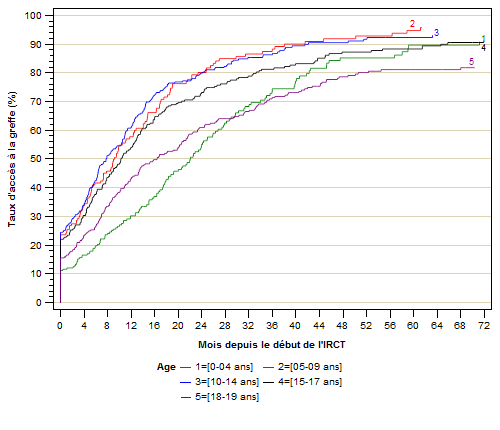 Taux d'accès à la greffe (%)
100
90
80
70
60
50
40
30
20
10
0
2
3
1
4
5
0 4 8 12 16 20 24 28 32 36 40 44 48 52 56 60 64 68 72
Mois depuis le début de l'IRCT
Age 1=[0-04 ans] 2=[05-09 ans]
3=[10-14 ans] 4=[15-17 ans]
5=[18-19 ans]